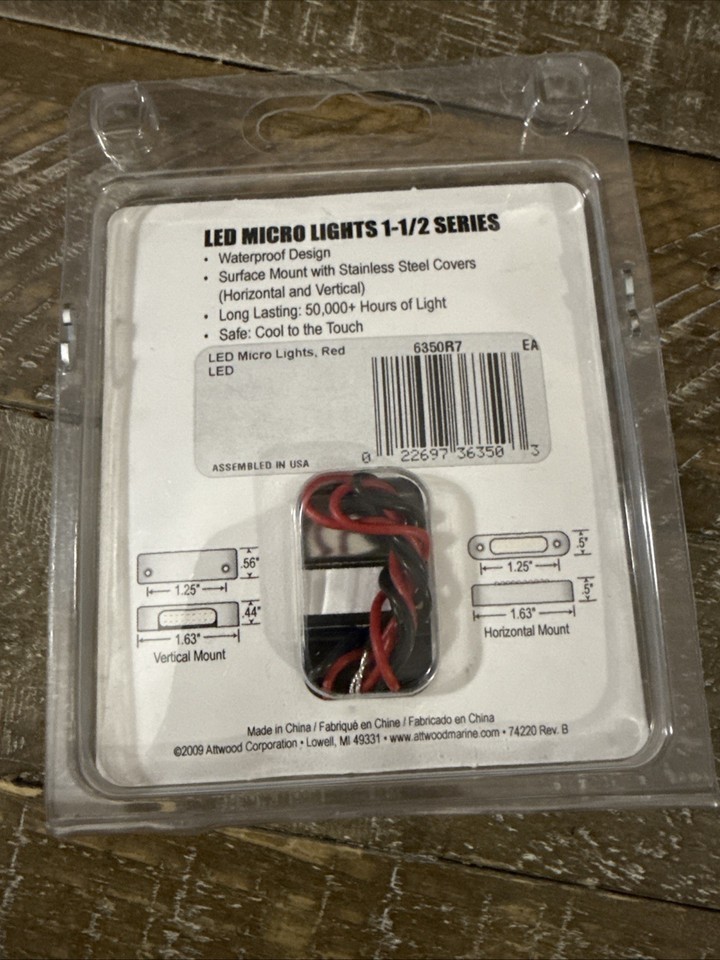 LED MICRO LIGHTS 1-1/2 SERIES
• Waterproof Design
• Surface Mount with Stainless Steel Covers
(Horizontal and Vertical)
• Long Lasting: 50,000+ Hours of Light
• Safe: Cool to the Touch
LED Micro Lights, Red
LED
6350R7 EA
0 22697 36350 3
ASSEMBLED IN USA
.56"
1.25"
.44"
1.63"
Vertical Mount
.5"
1.25"
.5"
1.63"
Horizontal Mount
Made in China / Fabriqué en Chine / Fabricado en China
©2009 Attwood Corporation • Lowell, MI 49331 • www.attwoodmarine.com • 74220 Rev. B